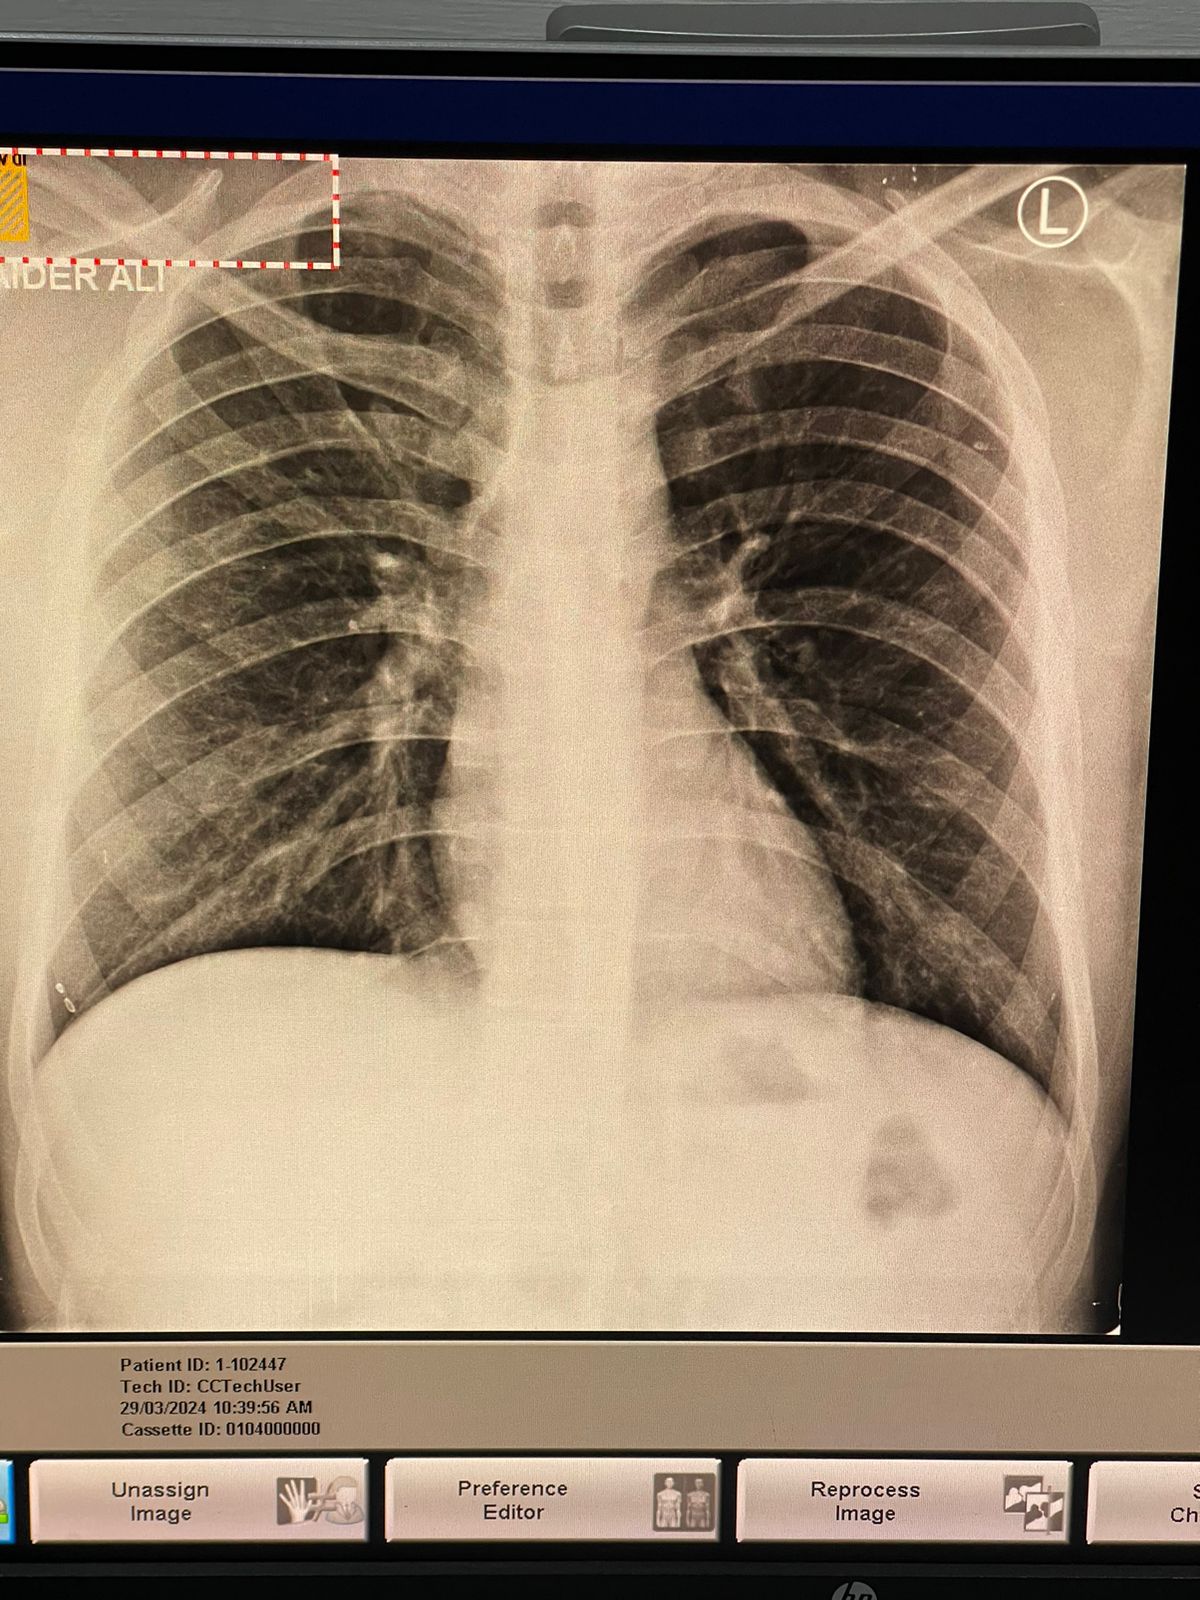 L
AIDER ALI
Patient ID: 1-102447
Tech ID: CCTechUser
29/03/2024 10:39:56 AM
Cassette ID: 0104000000
Unassign
Image
Preference
Editor
Reprocess
Image
hp